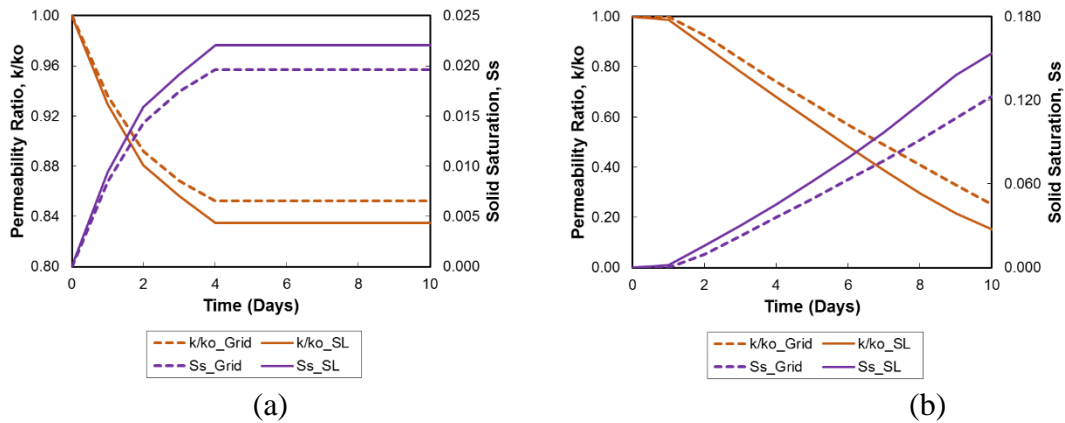 1.00 0.025
0.96 0.020
0.92 0.015
0.88 0.010
0.84 0.005
0.80 0.000
0 2 4 6 8 10
Permeability Ratio, k/ko
Solid Saturation, Ss
Time (Days)
k/ko_Grid k/ko_SL
Ss_Grid Ss_SL
(a)
1.00 0.180
0.80
0.120
0.60
0.40
0.060
0.20
0.00 0.000
0 2 4 6 8 10
Permeability Ratio, k/ko
Solid Saturation, Ss
Time (Days)
k/ko_Grid k/ko_SL
Ss_Grid Ss_SL
(b)